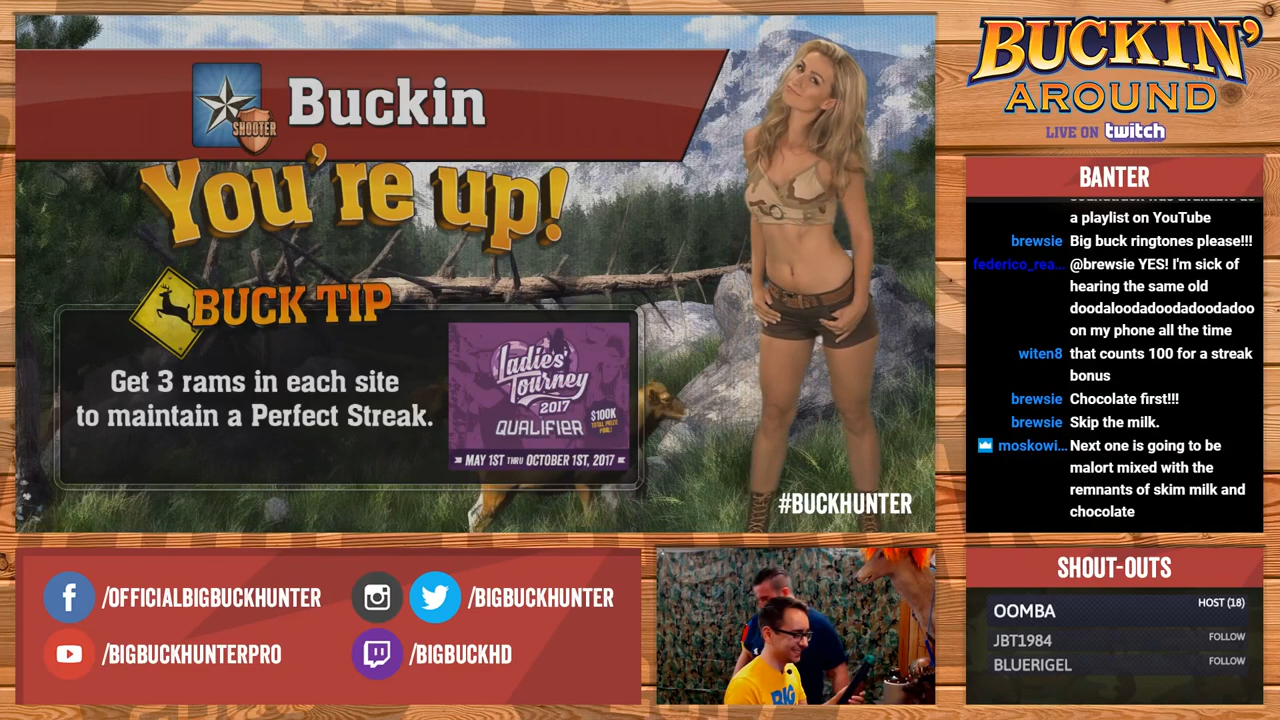 Buckin
SHOOTER
You're up!
BUCK TIP
Get 3 rams in each site
to maintain a Perfect Streak.
Ladies'
Tourney
2017
QUALIFIER
$100K
TOTAL PRIZE
POOL!
MAY 1ST THRU OCTOBER 1ST, 2017
#BUCKHUNTER
BUCKIN'
AROUND
LIVE ON twitch
BANTER
a playlist on YouTube
brewsie Big buck ringtones please!!!
federico_rea... @brewsie YES! I'm sick of
hearing the same old
doodaloodadoodadoodadoo
on my phone all the time
witen8 that counts 100 for a streak
bonus
brewsie Chocolate first!!!
brewsie Skip the milk.
moskowi... Next one is going to be
malort mixed with the
remnants of skim milk and
chocolate
/OFFICIALBIGBUCKHUNTER
/BIGBUCKHUNTER
/BIGBUCKHUNTERPRO
/BIGBUCKHD
BIG
SHOUT-OUTS
OOMBA HOST (18)
JBT1984 FOLLOW
BLUERIGEL FOLLOW